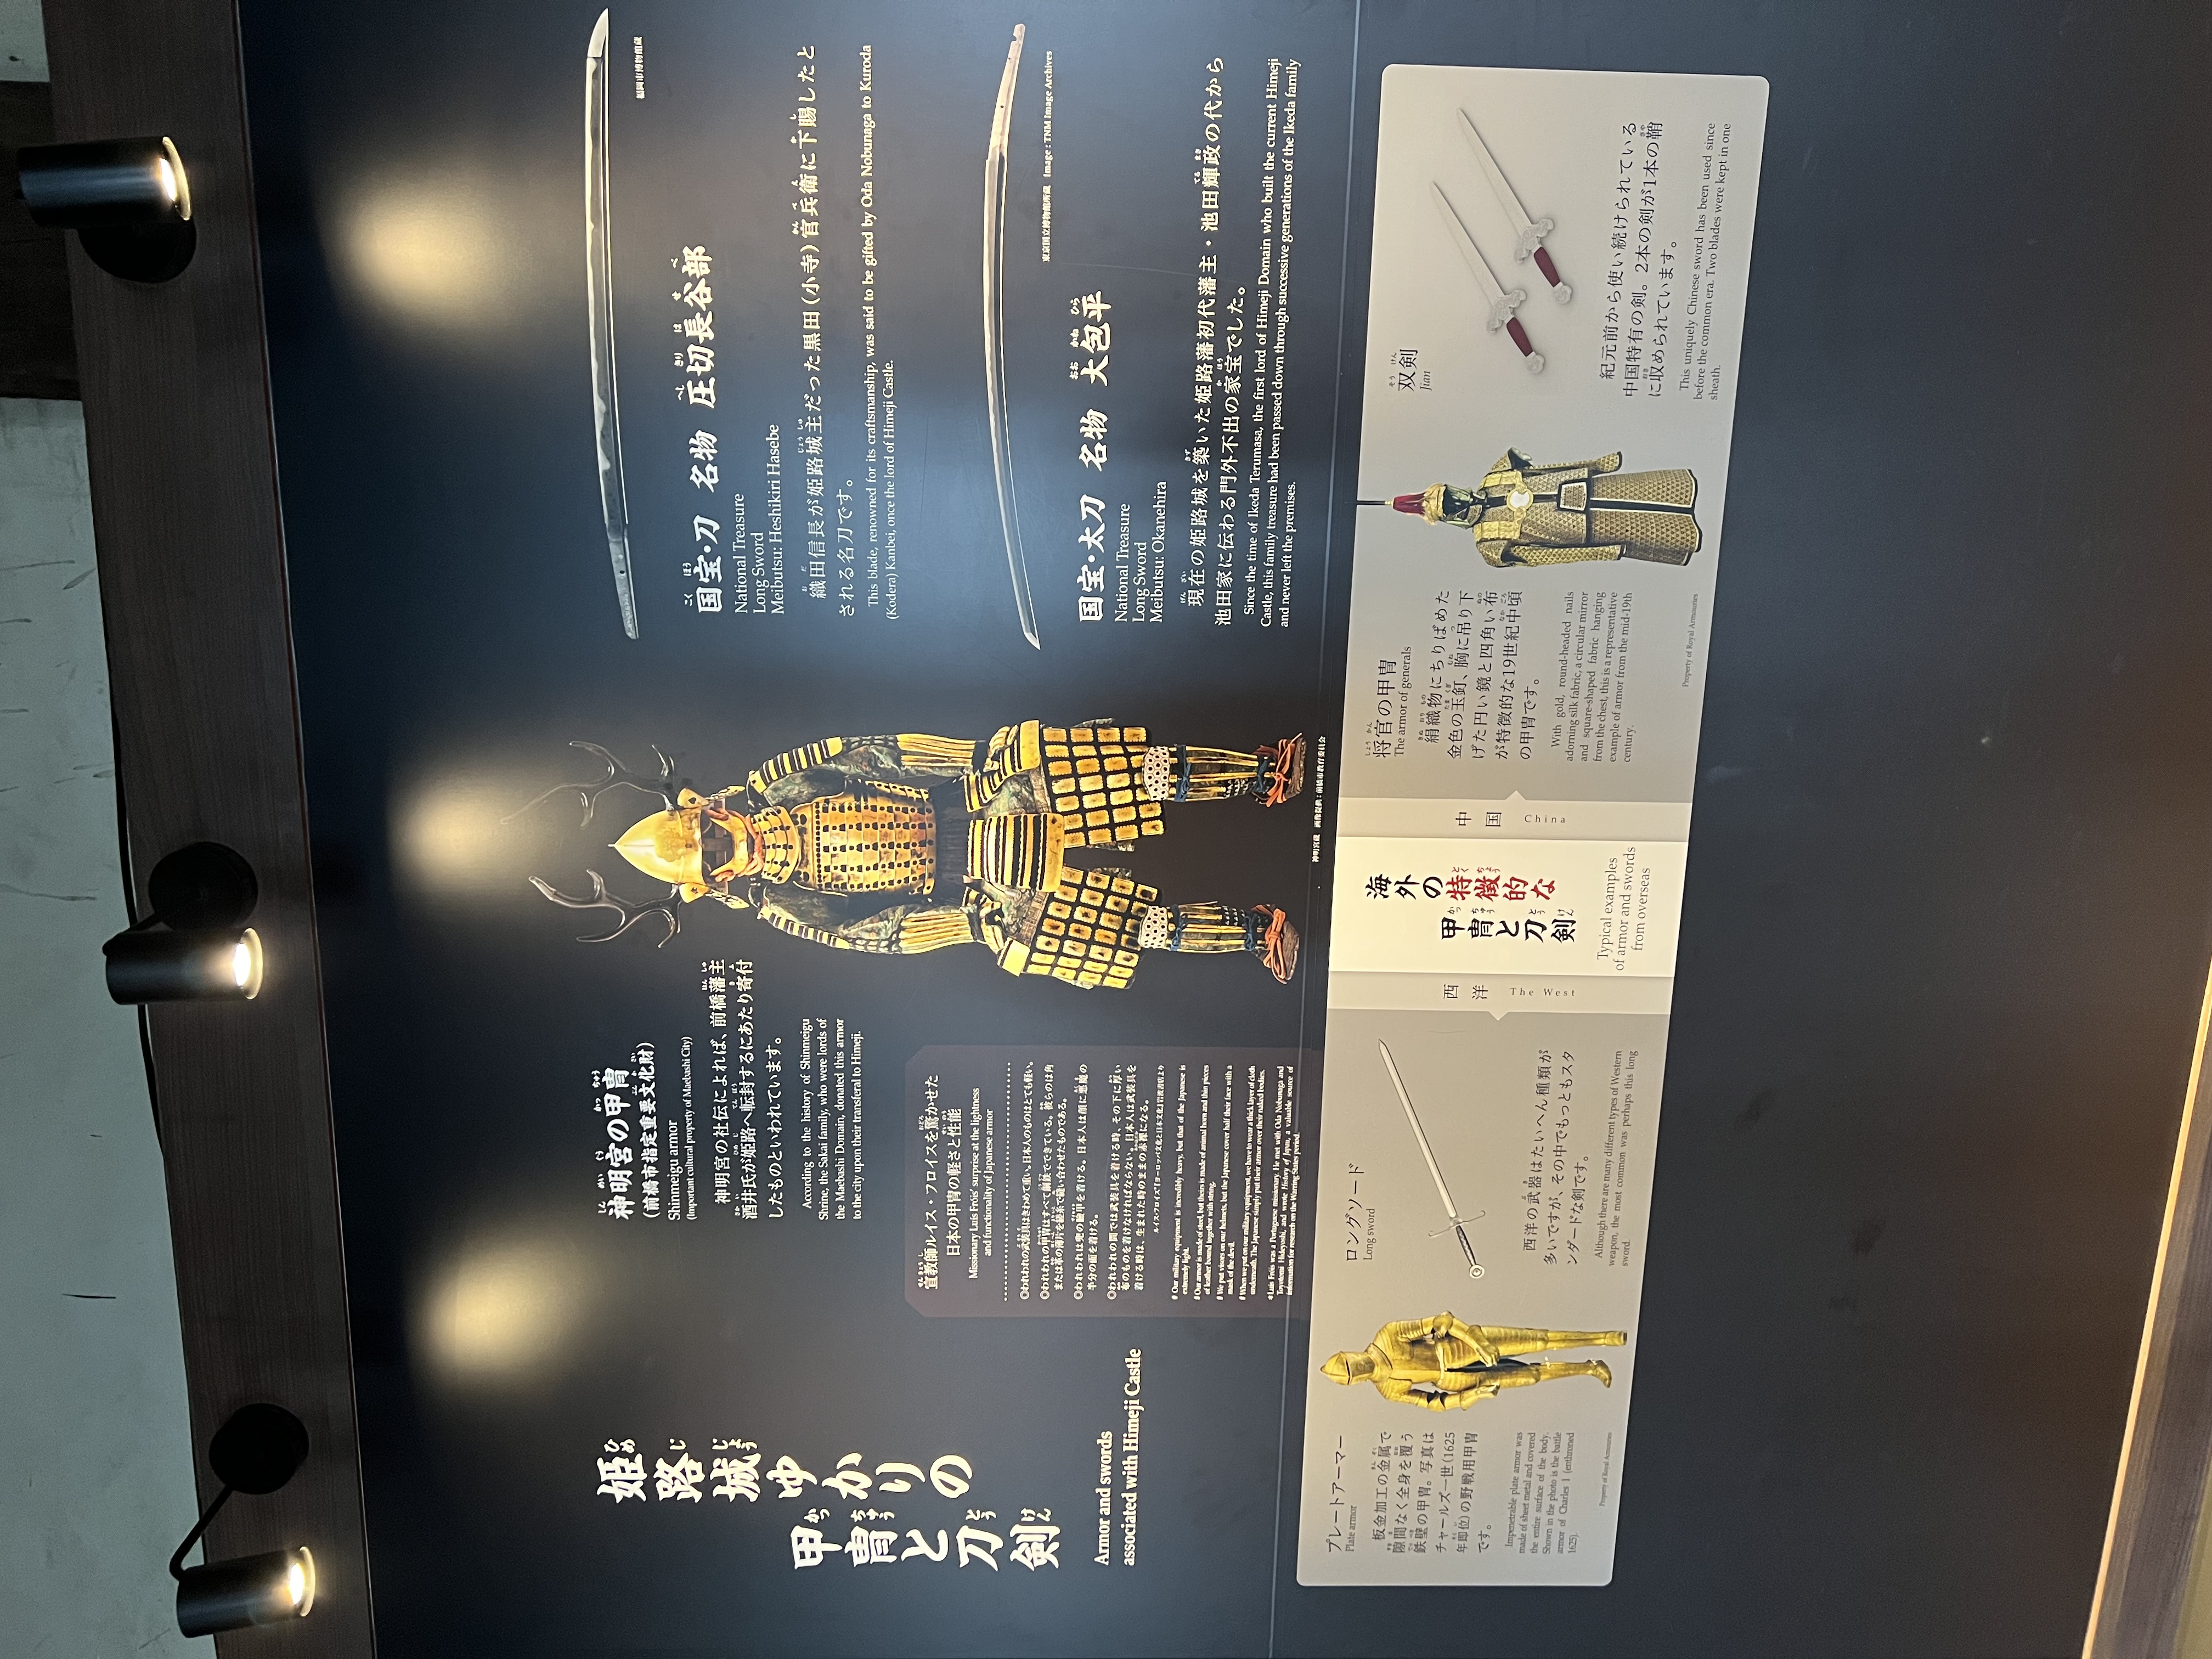 姫路城ゆかりの
甲冑と刀剣
Armor and swords
associated with Himeji Castle
神明宮の甲冑
(前橋市指定重要文化財)
Shinmeigu armor
(Important cultural property of Maebashi City)
神明宮の社伝によれば、前橋藩主
酒井氏が姫路へ転封するにあたり寄付
したものといわれています。
According to the history of Shinmeigu
Shrine, the Sakai family, who were lords of
the Maebashi Domain, donated this armor
to the city upon their transferal to Himeji.
宣教師ルイス・フロイスを驚かせた
日本の甲冑の軽さと性能
Missionary Luís Fróis' surprise at the lightness
and functionality of Japanese armor
◎われわれの武装具はきわめて重い。日本人のものはとても軽い。
◎われわれの甲冑はすべて鋼鉄でできている。彼らのは角
または革の薄片を縒糸で縫い合わせたものである。
◎われわれは兜の瞼甲を着ける。日本人は顔に悪魔の
半分の面を着ける。
◎われわれの間では武装具を着ける時、その下に厚い
布のものを着けなければならない。日本人は武装具を
着ける時は、生まれた時のままの赤裸になる。
ルイス・フロイス『ヨーロッパ文化と日本文化』岩波書店より
# Our military equipment is incredibly heavy, but that of the Japanese is
extremely light.
# Our armor is made of steel, but theirs is made of animal horn and thin pieces
of leather bound together with string.
# We put visors on our helmets, but the Japanese cover half their face with a
mask of the devil.
# When we put on our military equipment, we have to wear a thick layer of cloth
underneath. The Japanese simply put their armor over their naked bodies.
*Luís Fróis was a Portuguese missionary. He met with Oda Nobunaga and
Toyotomi Hideyoshi, and wrote History of Japan, a valuable source of
information for research on the Warring States period.
神明宮蔵 画像提供：前橋市教育委員会
福岡市博物館蔵
国宝・刀 名物 圧切長谷部
National Treasure
Long Sword
Meibutsu: Heshikiri Hasebe
織田信長が姫路城主だった黒田(小寺)官兵衛に下賜したと
される名刀です。
This blade, renowned for its craftsmanship, was said to be gifted by Oda Nobunaga to Kuroda
(Kodera) Kanbei, once the lord of Himeji Castle.
東京国立博物館所蔵 Image : TNM Image Archives
国宝・太刀 名物 大包平
National Treasure
Long Sword
Meibutsu: Okanehira
現在の姫路城を築いた姫路藩初代藩主・池田輝政の代から
池田家に伝わる門外不出の家宝でした。
Since the time of Ikeda Terumasa, the first lord of Himeji Domain who built the current Himeji
Castle, this family treasure had been passed down through successive generations of the Ikeda family
and never left the premises.
プレートアーマー
Plate armor
板金加工の金属で
隙間なく全身を覆う
鉄壁の甲冑。写真は
チャールズ一世(1625
年即位)の野戦用甲冑
です。
Impenetrable plate armor was
made of sheet metal and covered
the entire surface of the body.
Shown in the photo is the battle
armor of Charles I (enthroned
1625).
Property of Royal Armouries
ロングソード
Long sword
西洋の武器はたいへん種類が
多いですが、その中でもっともスタ
ンダードな剣です。
Although there are many different types of Western
weapon, the most common was perhaps this long
sword.
西洋 The West
海外の特徴的な
甲冑と刀剣
Typical examples
of armor and swords
from overseas
中国 China
将官の甲冑
The armor of generals
絹織物にちりばめた
金色の玉釘、胸に吊り下
げた円い鏡と四角い布
が特徴的な19世紀中頃
の甲冑です。
With gold, round-headed nails
adorning silk fabric, a circular mirror
and square-shaped fabric hanging
from the chest, this is a representative
example of armor from the mid-19th
century.
Property of Royal Armouries
双剣
Jian
紀元前から使い続けられている
中国特有の剣。2本の剣が1本の鞘
に収められています。
This uniquely Chinese sword has been used since
before the common era. Two blades were kept in one
sheath.